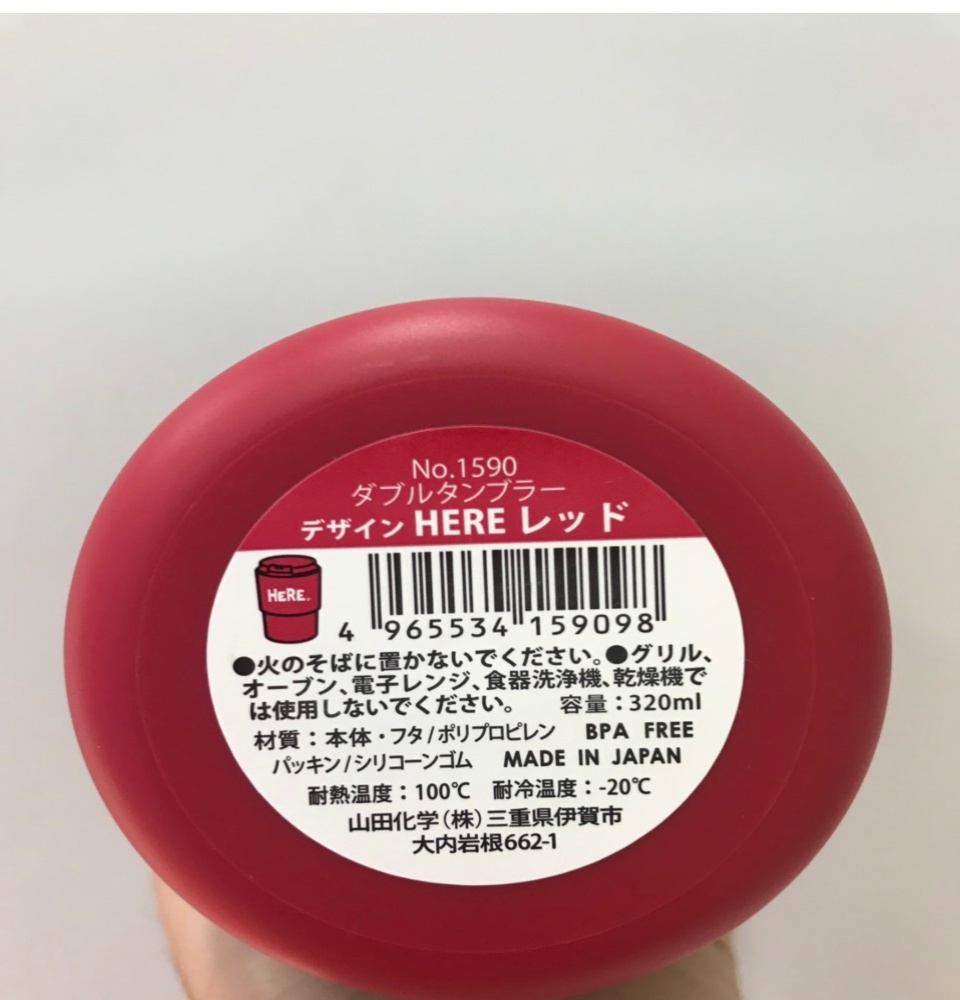 No.1590
ダブルタンブラー
デザイン HERE レッド
HeRe.
4 965534 159098
●火のそばに置かないでください。●グリル、
オーブン、電子レンジ、食器洗浄機、乾燥機で
は使用しないでください。 容量：320ml
材質：本体・フタ/ポリプロピレン BPA FREE
パッキン/シリコーンゴム MADE IN JAPAN
耐熱温度：100℃ 耐冷温度：-20℃
山田化学(株)三重県伊賀市
大内岩根662-1